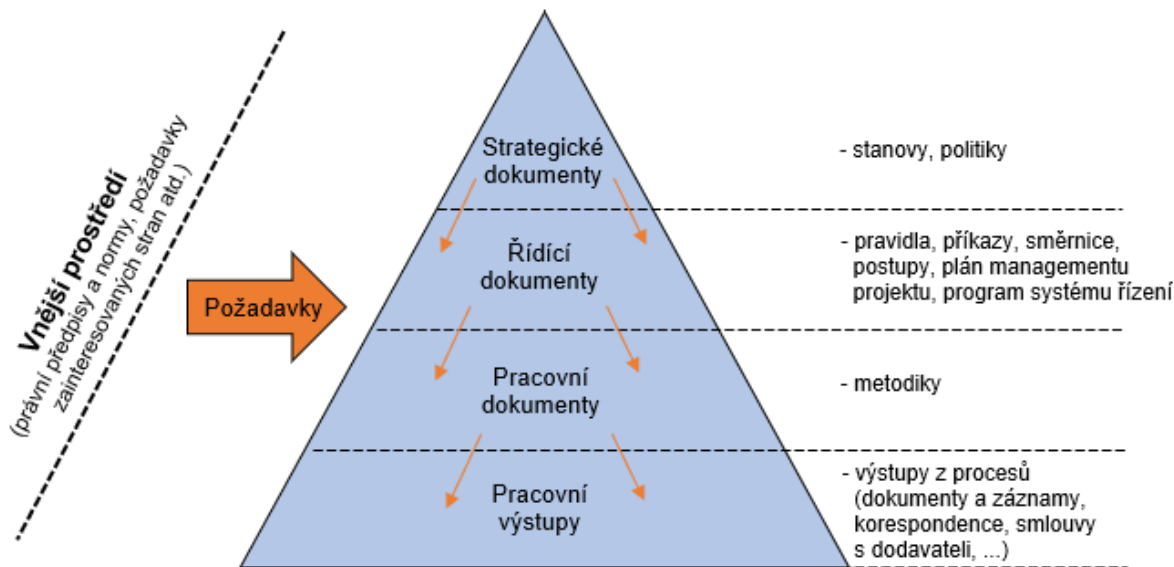 Vnější prostředí
(právní předpisy a normy, požadavky
zainteresovaných stran atd.)
Požadavky
Strategické
dokumenty
- stanovy, politiky
Řídící
dokumenty
- pravidla, příkazy, směrnice,
postupy, plán managementu
projektu, program systému řízení
Pracovní
dokumenty
- metodiky
Pracovní
výstupy
- výstupy z procesů
(dokumenty a záznamy,
korespondence, smlouvy
s dodavateli, ...)